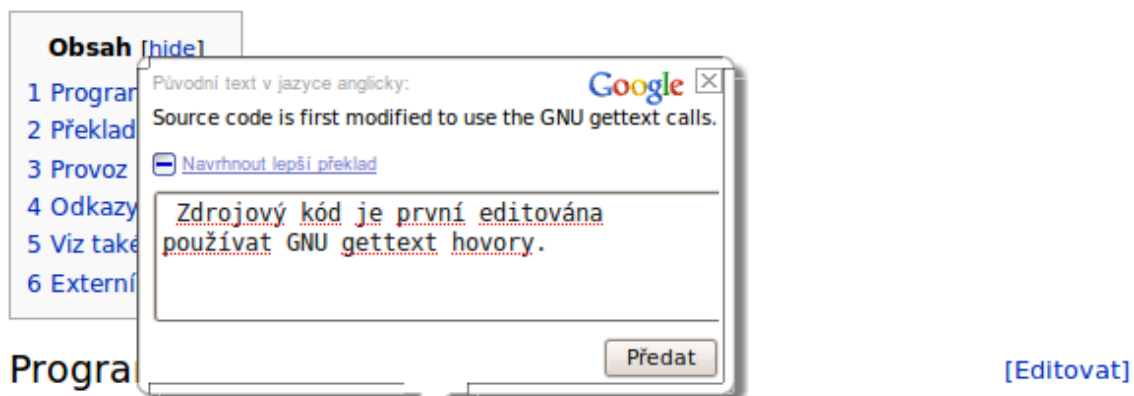 Obsah [hide]
Původní text v jazyce anglicky:
Google
1 Program
Source code is first modified to use the GNU gettext calls.
2 Překlad
Navrhnout lepší překlad
3 Provoz
4 Odkazy
Zdrojový kód je první editována
5 Viz také
používat GNU gettext hovory.
6 Externí
Předat
[Editovat]